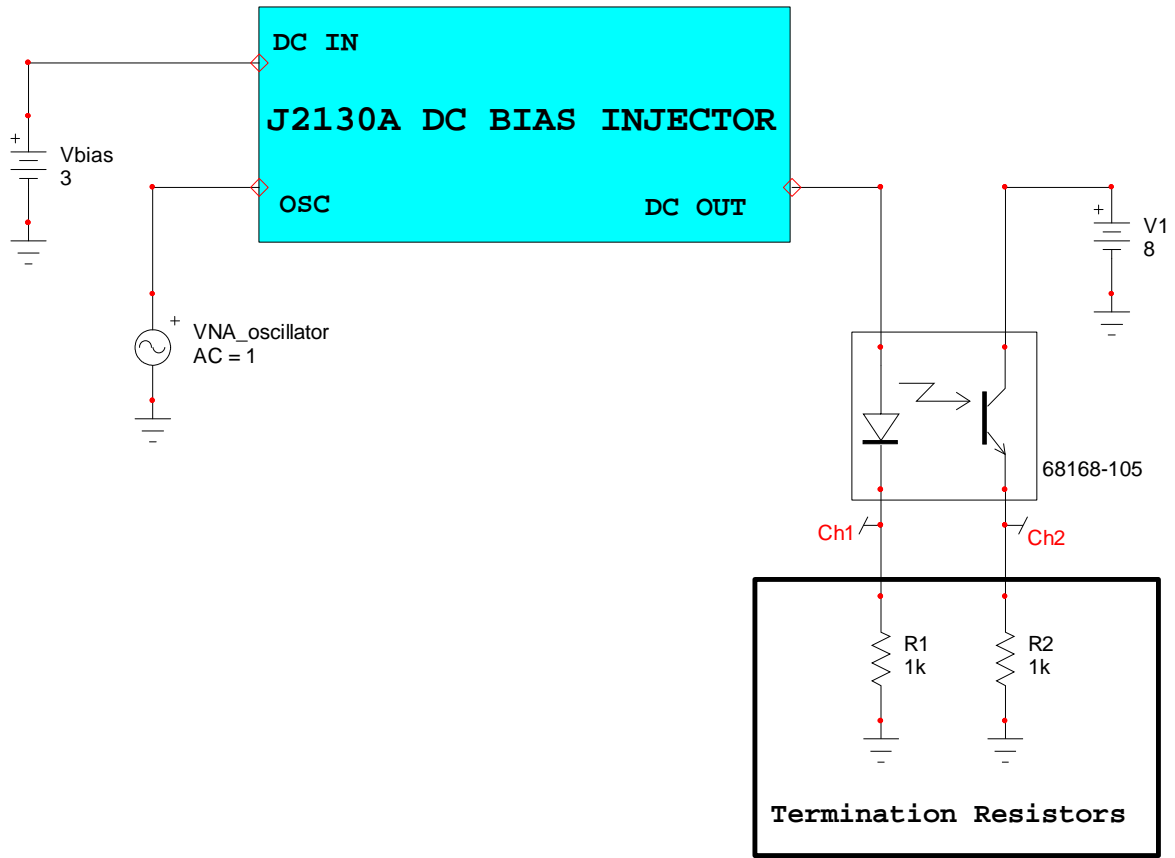 DC IN
J2130A DC BIAS INJECTOR
+
Vbias
3
OSC
DC OUT
+
V1
8
+
VNA_oscillator
AC = 1
68168-105
Ch1
Ch2
R1
1k
R2
1k
Termination Resistors